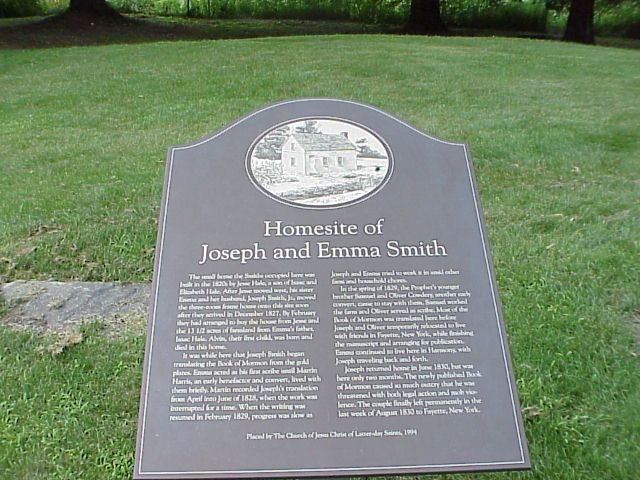 Homesite of
Joseph and Emma Smith
The small home the Smiths occupied here was
built in the 1820s by Jesse Hale, a son of Isaac and
Elizabeth Hale. After Jesse moved west, his sister
Emma and her husband, Joseph Smith, Jr., moved
the three-room frame house onto this site soon
after they arrived in December 1827. By February
they had arranged to buy the house from Jesse and
the 13 1/2 acres of farmland from Emma's father,
Isaac Hale. Alvin, their first child, was born and
died in this home.
It was while here that Joseph Smith began
translating the Book of Mormon from the gold
plates. Emma acted as his first scribe until Martin
Harris, an early benefactor and convert, lived with
them briefly. Martin recorded Joseph's translation
from April into June of 1828, when the work was
interrupted for a time. When the writing was
resumed in February 1829, progress was slow as
Joseph and Emma tried to work it in amid other
farm and household chores.
In the spring of 1829, the Prophet's younger
brother Samuel and Oliver Cowdery, another early
convert, came to stay with them. Samuel worked
the farm and Oliver served as scribe. Most of the
Book of Mormon was translated here before
Joseph and Oliver temporarily relocated to live
with friends in Fayette, New York, while finishing
the manuscript and arranging for publication.
Emma continued to live here in Harmony, with
Joseph traveling back and forth.
Joseph returned home in June 1830, but was
here only two months. The newly published Book
of Mormon caused so much outcry that he was
threatened with both legal action and mob vio-
lence. The couple finally left permanently in the
last week of August 1830 to Fayette, New York.
Placed by The Church of Jesus Christ of Latter-day Saints, 1994